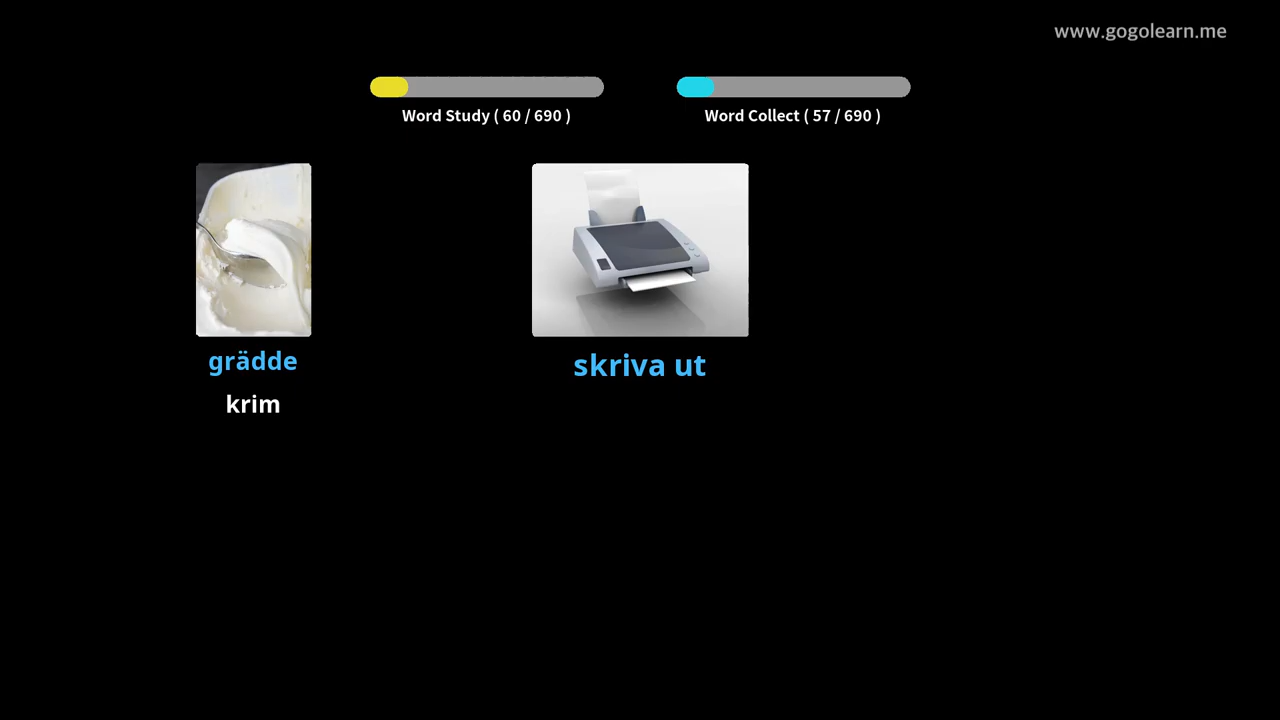 www.gogolearn.me
Word Study ( 60 / 690 )
Word Collect ( 57 / 690 )
grädde
krim
skriva ut